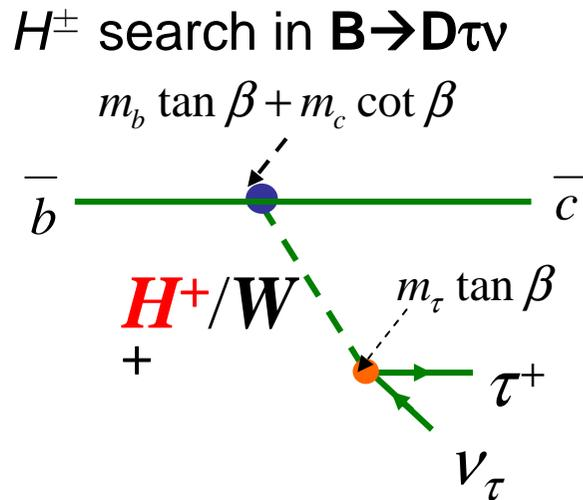 H± search in B→Dτν
m_b tan β + m_c cot β
b̅ c̅
H⁺/W
+
m_τ tan β
τ⁺
ν_τ